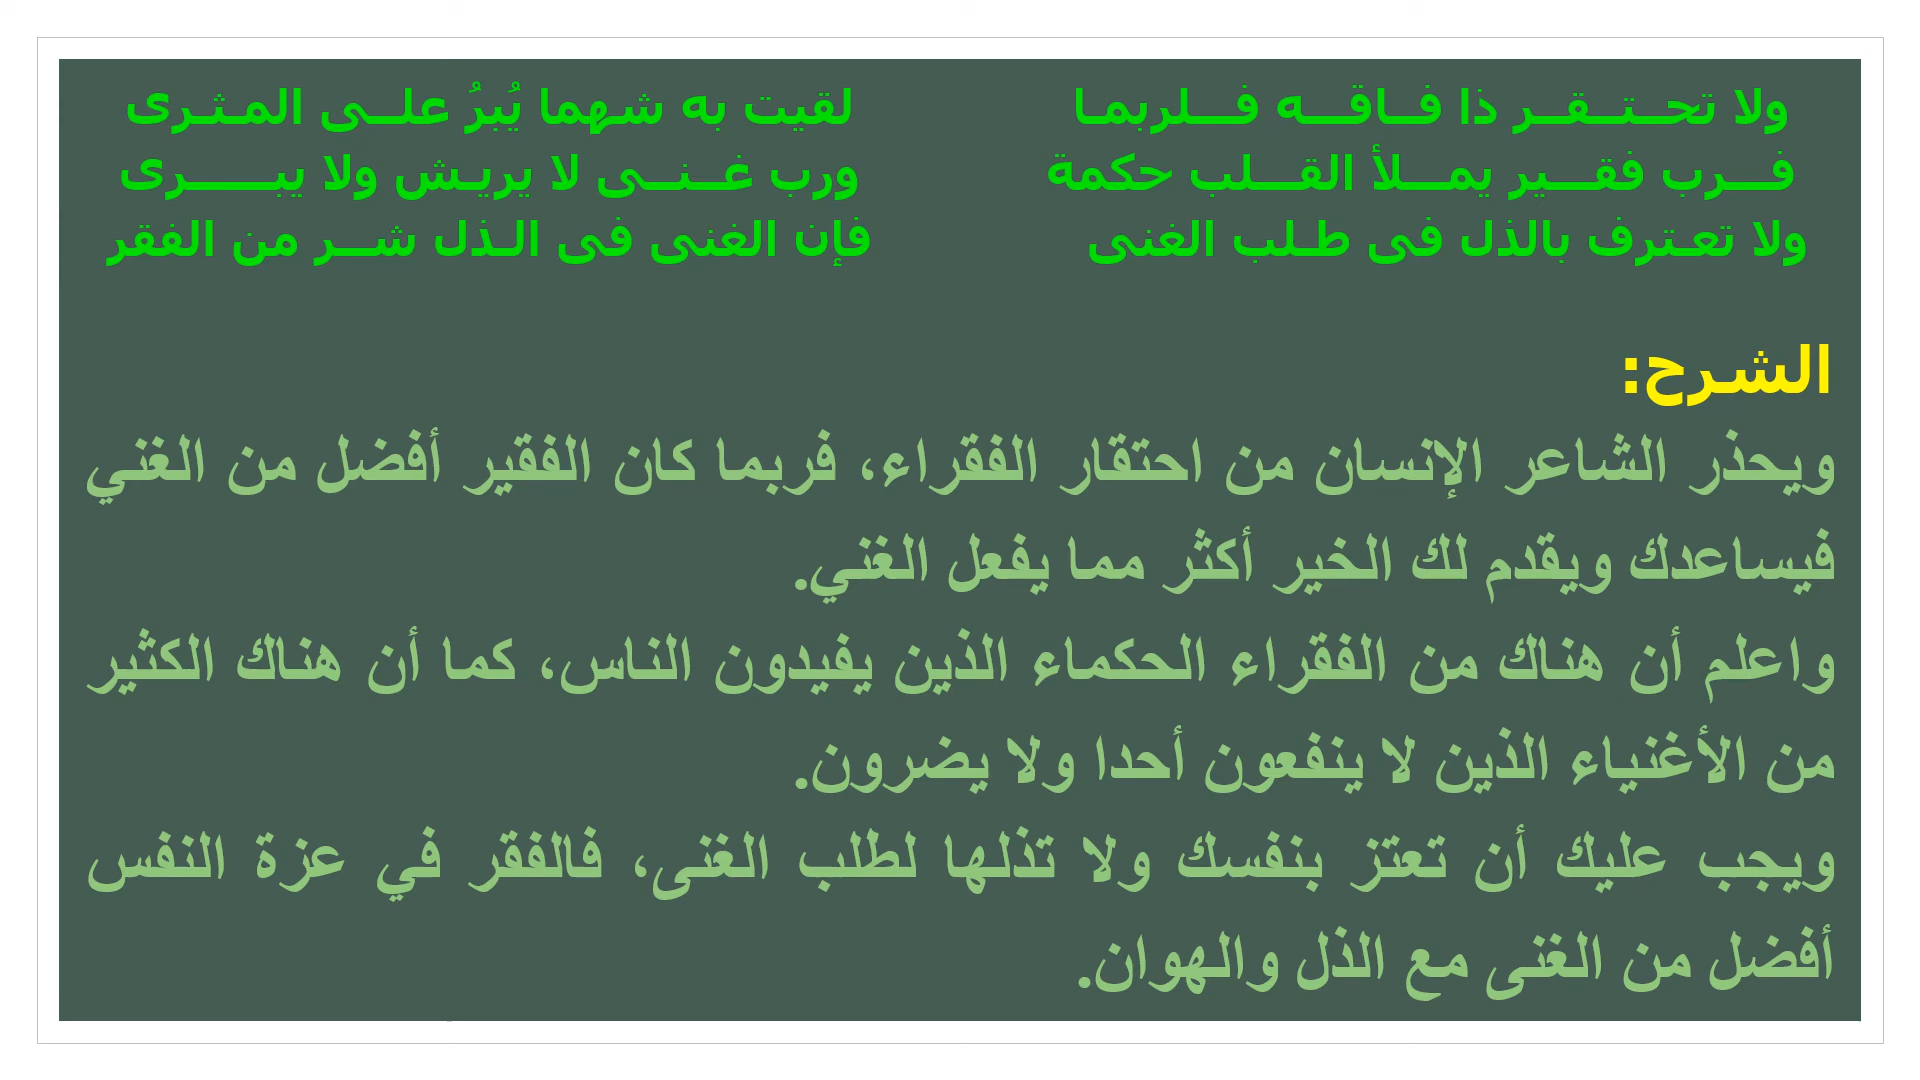 ولا تحتقر ذا فاقه فلربما لقيت به شهما يُبرُ على المثرى
فرب فقير يملأ القلب حكمة ورب غنى لا يريش ولا يبرى
ولا تعترف بالذل فى طلب الغنى فإن الغنى فى الذل شر من الفقر
الشرح:
ويحذر الشاعر الإنسان من احتقار الفقراء، فربما كان الفقير أفضل من الغني
فيساعدك ويقدم لك الخير أكثر مما يفعل الغني.
واعلم أن هناك من الفقراء الحكماء الذين يفيدون الناس، كما أن هناك الكثير
من الأغنياء الذين لا ينفعون أحدا ولا يضرون.
ويجب عليك أن تعتز بنفسك ولا تذلها لطلب الغنى، فالفقر في عزة النفس
أفضل من الغنى مع الذل والهوان.